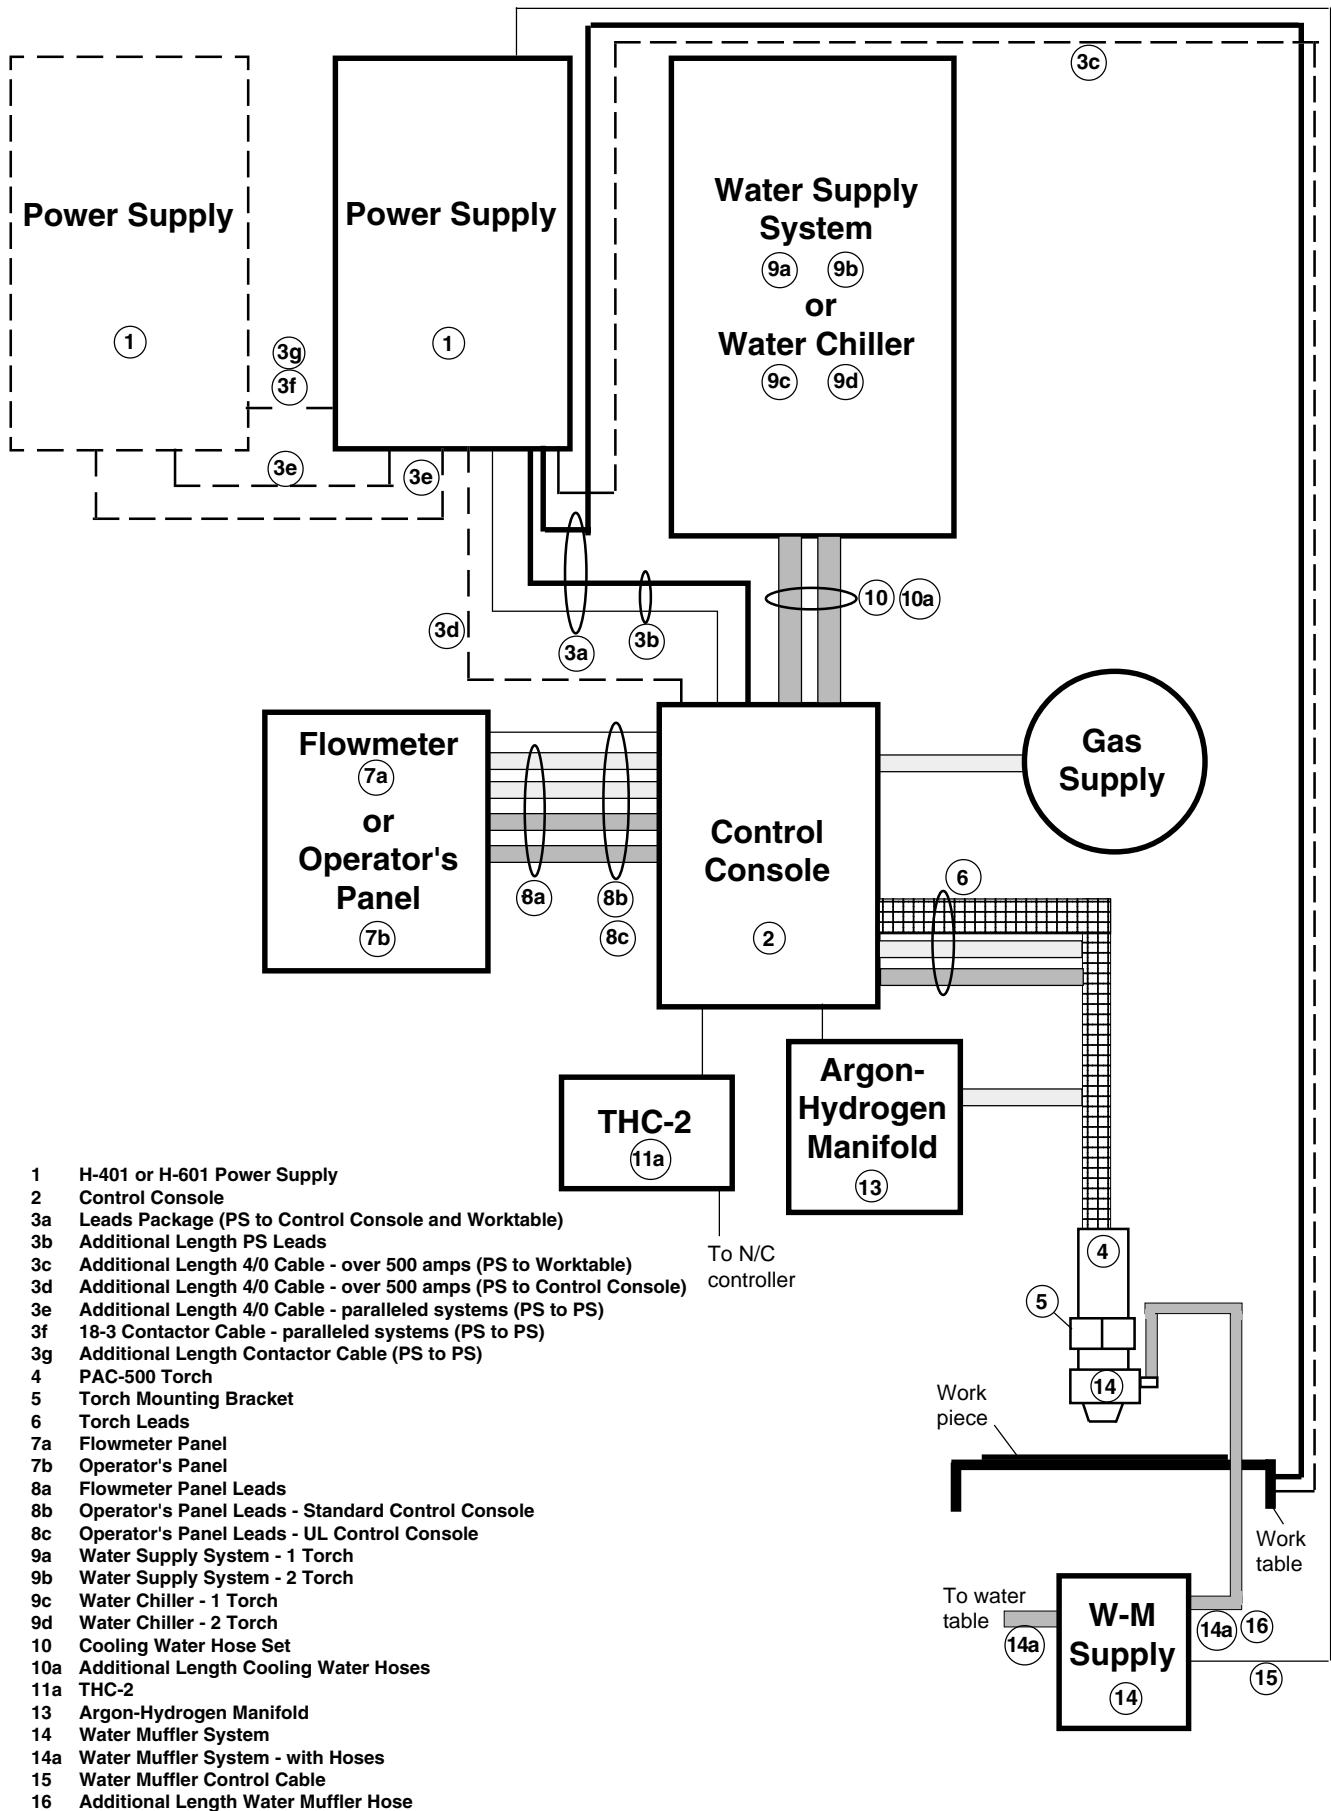 3c
Power Supply
1
Power Supply
1
Water Supply
System
9a 9b
or
Water Chiller
9c 9d
3g
3f
3e
3e
3d
3a
3b
10 10a
Flowmeter
7a
or
Operator's
Panel
7b
8a
8b
8c
Control
Console
2
Gas
Supply
6
THC-2
11a
To N/C
controller
Argon-
Hydrogen
Manifold
13
4
5
14
Work
piece
Work
table
To water
table
14a
W-M
Supply
14
14a 16
15
1 H-401 or H-601 Power Supply
2 Control Console
3a Leads Package (PS to Control Console and Worktable)
3b Additional Length PS Leads
3c Additional Length 4/0 Cable - over 500 amps (PS to Worktable)
3d Additional Length 4/0 Cable - over 500 amps (PS to Control Console)
3e Additional Length 4/0 Cable - paralleled systems (PS to PS)
3f 18-3 Contactor Cable - paralleled systems (PS to PS)
3g Additional Length Contactor Cable (PS to PS)
4 PAC-500 Torch
5 Torch Mounting Bracket
6 Torch Leads
7a Flowmeter Panel
7b Operator's Panel
8a Flowmeter Panel Leads
8b Operator's Panel Leads - Standard Control Console
8c Operator's Panel Leads - UL Control Console
9a Water Supply System - 1 Torch
9b Water Supply System - 2 Torch
9c Water Chiller - 1 Torch
9d Water Chiller - 2 Torch
10 Cooling Water Hose Set
10a Additional Length Cooling Water Hoses
11a THC-2
13 Argon-Hydrogen Manifold
14 Water Muffler System
14a Water Muffler System - with Hoses
15 Water Muffler Control Cable
16 Additional Length Water Muffler Hose